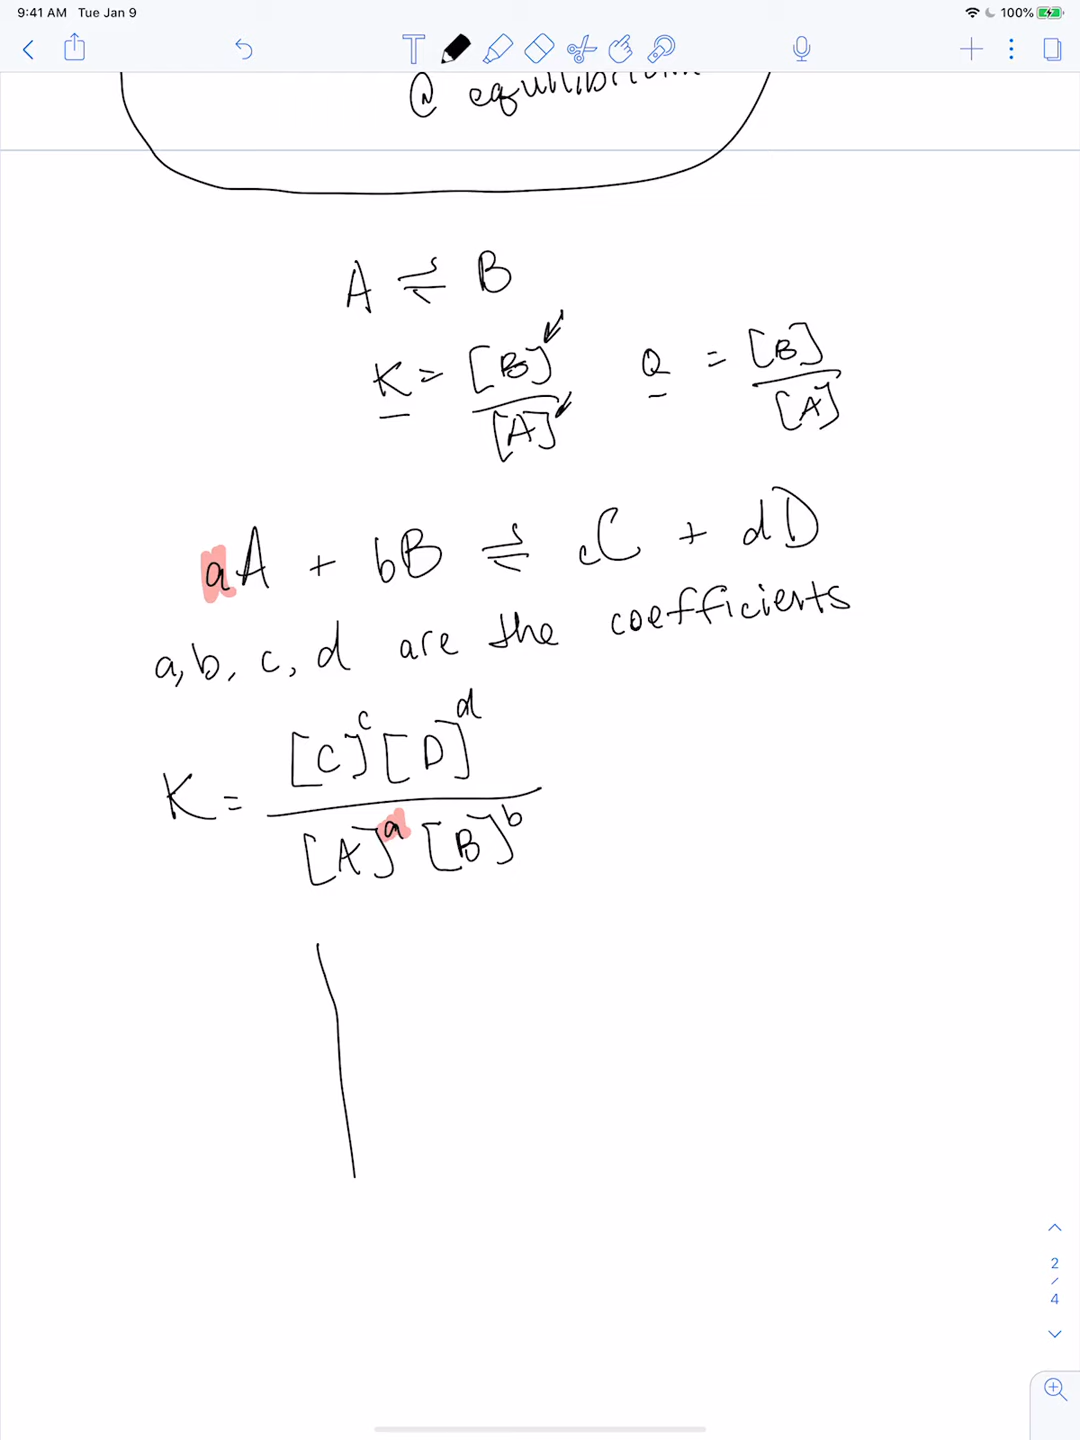 9:41 AM Tue Jan 9 100%
@ equilibrium
A ⇌ B
K = [B] / [A] Q = [B] / [A]
aA + bB ⇌ cC + dD
a, b, c, d are the coefficients
K = [C]^c [D]^d / [A]^a [B]^b
2
/
4